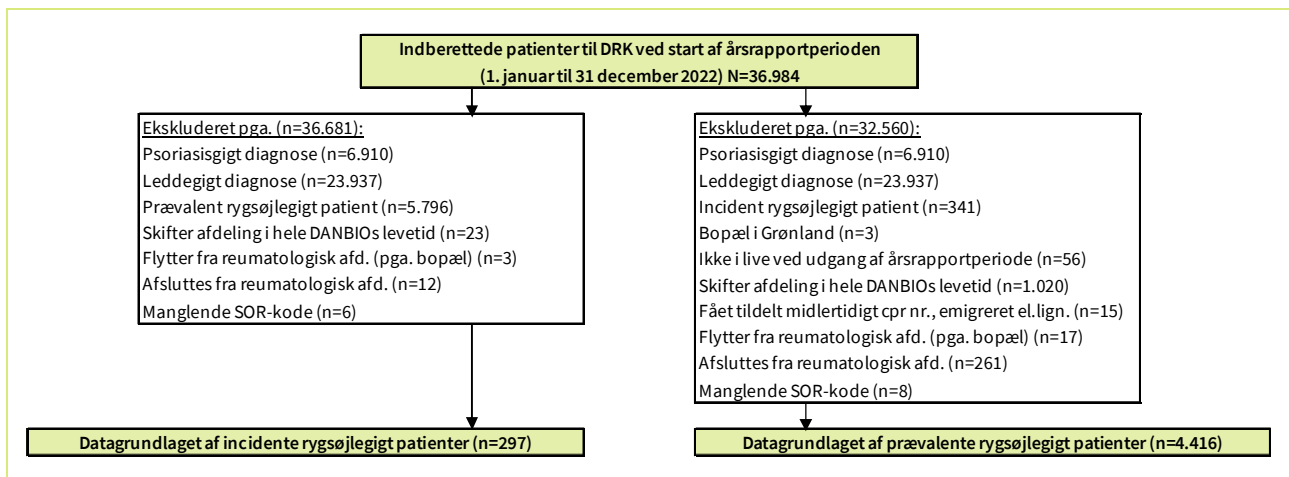 Indberettede patienter til DRK ved start af årsrapportperioden
(1. januar til 31 december 2022) N=36.984
Ekskluderet pga. (n=36.681):
Psoriasisgigt diagnose (n=6.910)
Leddegigt diagnose (n=23.937)
Prævalent rygsøjlegigt patient (n=5.796)
Skifter afdeling i hele DANBIOs levetid (n=23)
Flytter fra reumatologisk afd. (pga. bopæl) (n=3)
Afsluttes fra reumatologisk afd. (n=12)
Manglende SOR-kode (n=6)
Ekskluderet pga. (n=32.560):
Psoriasisgigt diagnose (n=6.910)
Leddegigt diagnose (n=23.937)
Incident rygsøjlegigt patient (n=341)
Bopæl i Grønland (n=3)
Ikke i live ved udgang af årsrapportperiode (n=56)
Skifter afdeling i hele DANBIOs levetid (n=1.020)
Fået tildelt midlertidigt cpr nr., emigreret el.lign. (n=15)
Flytter fra reumatologisk afd. (pga. bopæl) (n=17)
Afsluttes fra reumatologisk afd. (n=261)
Manglende SOR-kode (n=8)
Datagrundlaget af incidente rygsøjlegigt patienter (n=297)
Datagrundlaget af prævalente rygsøjlegigt patienter (n=4.416)